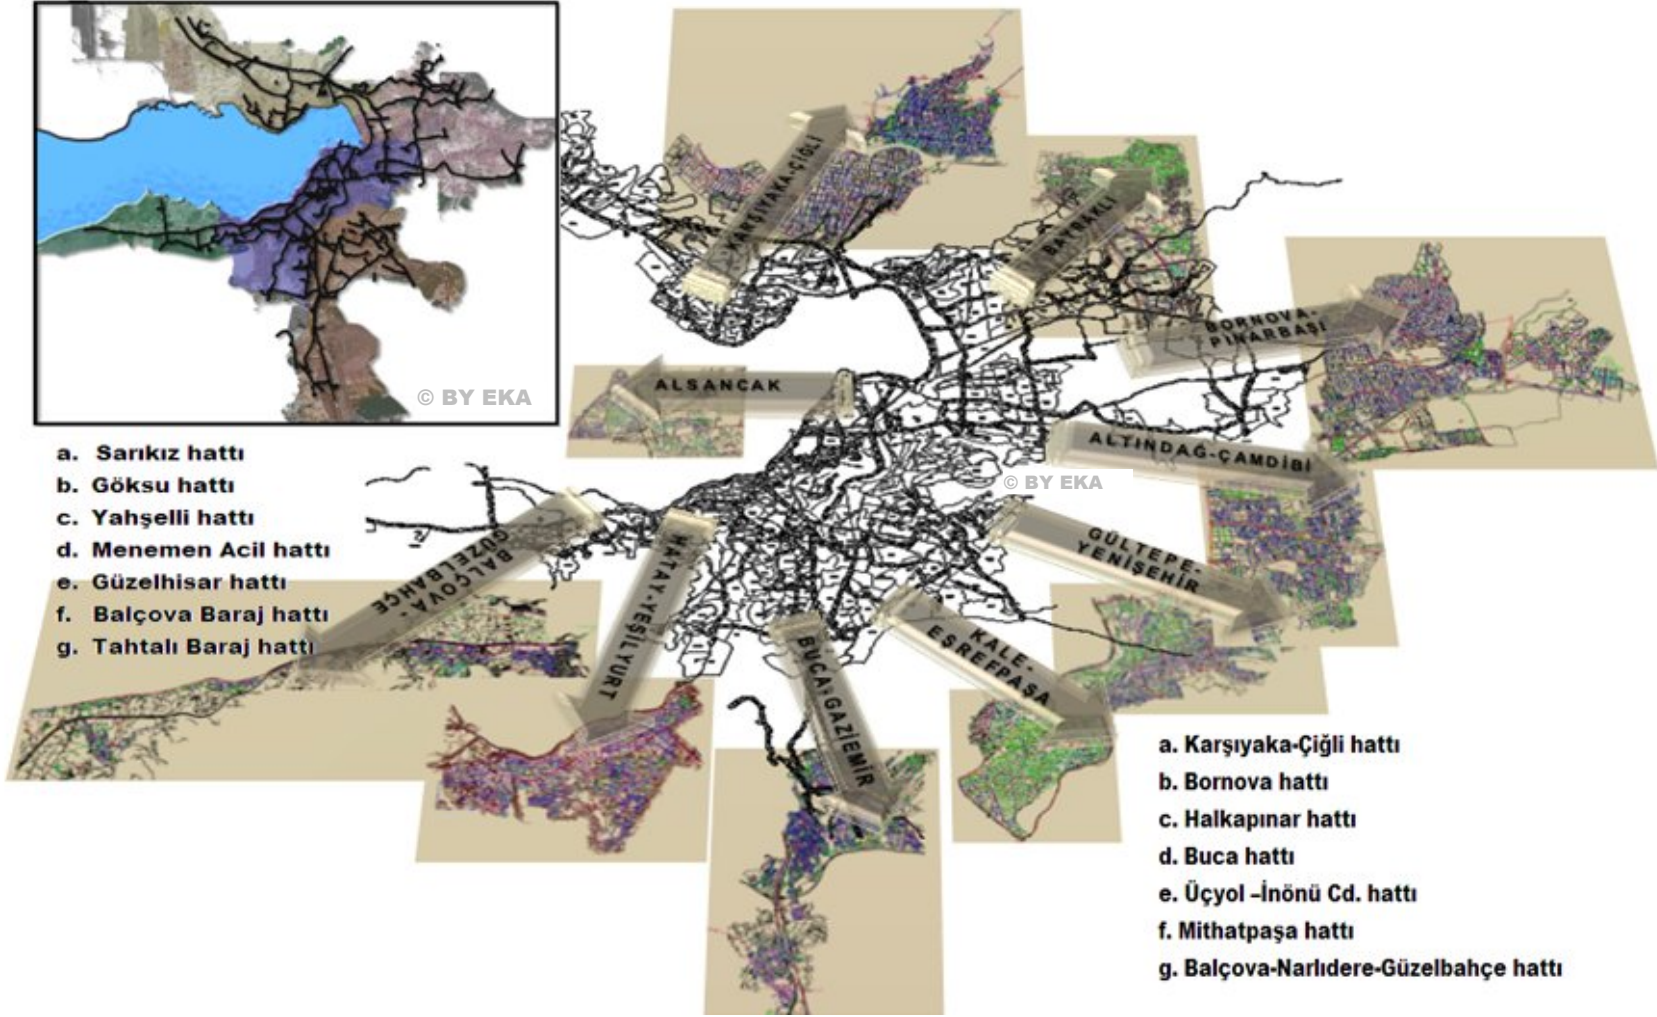 © BY EKA
a. Sarıkız hattı
b. Göksu hattı
c. Yahşelli hattı
d. Menemen Acil hattı
e. Güzelhisar hattı
f. Balçova Baraj hattı
g. Tahtalı Baraj hattı
KARŞIYAKA-ÇİĞLİ
BAYRAKLI
BORNOVA-
PINARBAŞI
ALSANCAK
ALTINDAĞ-ÇAMDİBİ
© BY EKA
GÜLTEPE-
YENİŞEHİR
KALE-
EŞREFPAŞA
BUCA-GAZİEMİR
HATAY-YEŞİLYURT
BALÇOVA-
GÜZELBAHÇE
a. Karşıyaka-Çiğli hattı
b. Bornova hattı
c. Halkapınar hattı
d. Buca hattı
e. Üçyol –İnönü Cd. hattı
f. Mithatpaşa hattı
g. Balçova-Narlıdere-Güzelbahçe hattı